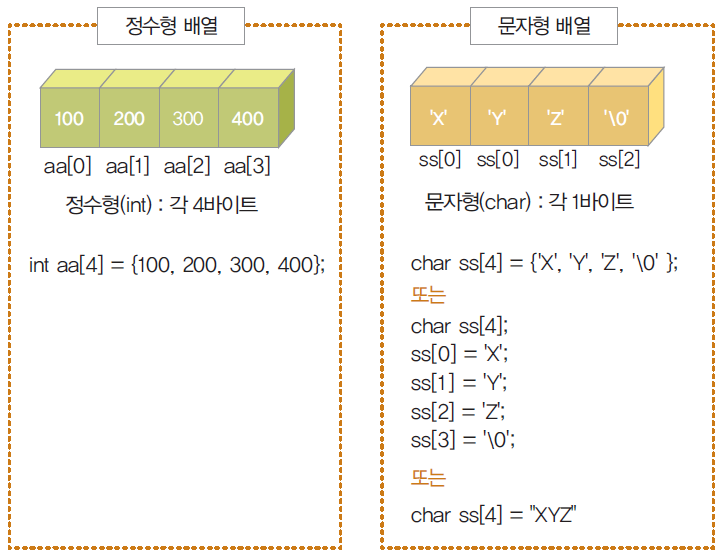 정수형 배열
100 200 300 400
aa[0] aa[1] aa[2] aa[3]
정수형(int) : 각 4바이트
int aa[4] = {100, 200, 300, 400};
문자형 배열
'X' 'Y' 'Z' '\0'
ss[0] ss[0] ss[1] ss[2]
문자형(char) : 각 1바이트
char ss[4] = {'X', 'Y', 'Z', '\0' };
또는
char ss[4];
ss[0] = 'X';
ss[1] = 'Y';
ss[2] = 'Z';
ss[3] = '\0';
또는
char ss[4] = "XYZ"